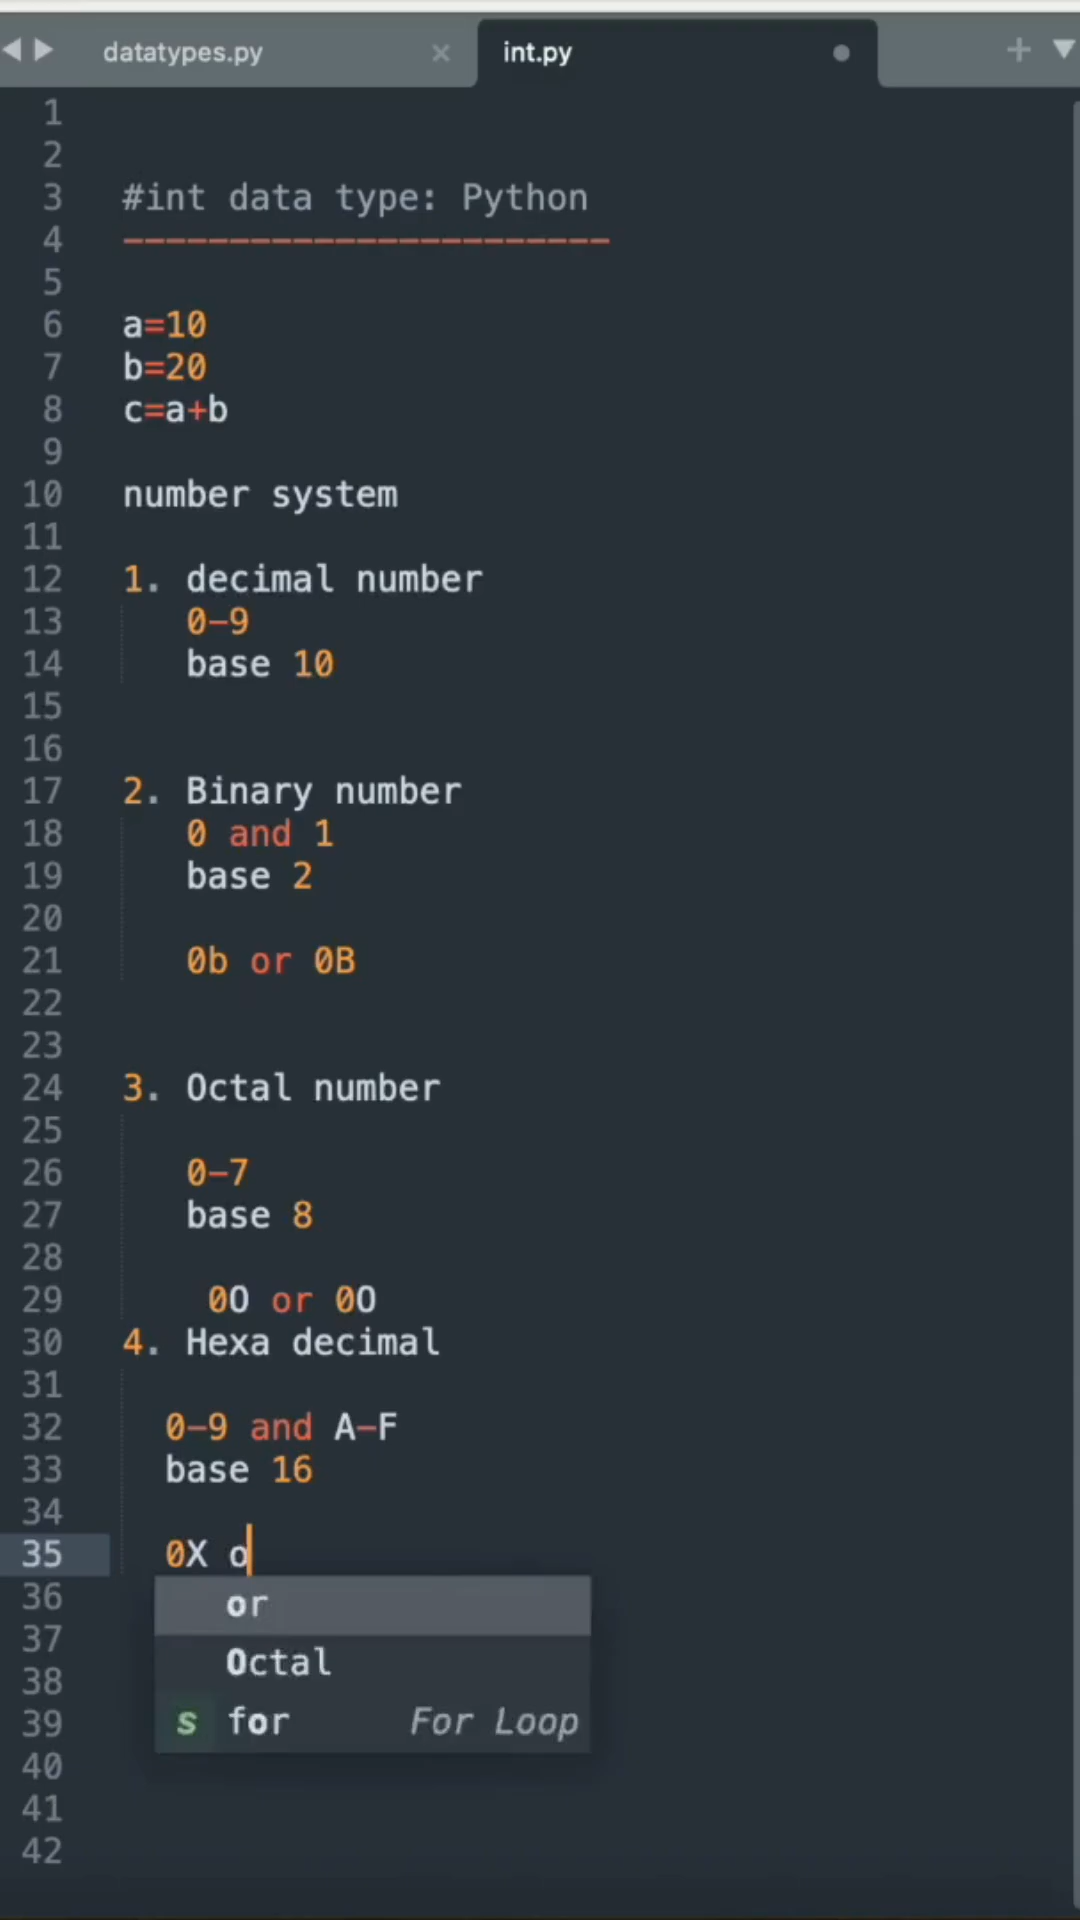 datatypes.py × int.py
1
2
3 #int data type: Python
4 -----------------------
5
6 a=10
7 b=20
8 c=a+b
9
10 number system
11
12 1. decimal number
13 0-9
14 base 10
15
16
17 2. Binary number
18 0 and 1
19 base 2
20
21 0b or 0B
22
23
24 3. Octal number
25
26 0-7
27 base 8
28
29 0O or 0O
30 4. Hexa decimal
31
32 0-9 and A-F
33 base 16
34
35 0X o
36 or
37
38 Octal
39 s for For Loop
40
41
42